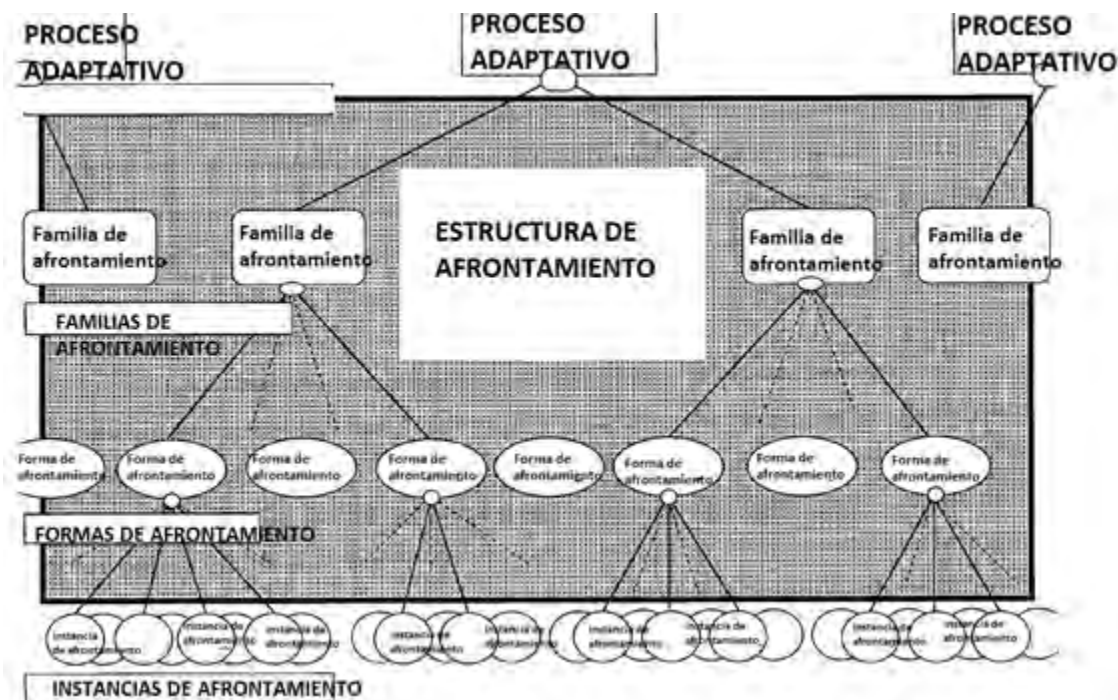 PROCESO
ADAPTATIVO
PROCESO
ADAPTATIVO
PROCESO
ADAPTATIVO
Familia de
afrontamiento
Familia de
afrontamiento
ESTRUCTURA DE
AFRONTAMIENTO
Familia de
afrontamiento
Familia de
afrontamiento
FAMILIAS DE
AFRONTAMIENTO
Forma de
afrontamiento
Forma de
afrontamiento
Forma de
afrontamiento
Forma de
afrontamiento
Forma de
afrontamiento
Forma de
afrontamiento
Forma de
afrontamiento
Forma de
afrontamiento
FORMAS DE AFRONTAMIENTO
Instancia
de afrontamiento
Instancia de
afrontamiento
Instancia de
afrontamiento
Instancia de
afrontamiento
Instancia de
afrontamiento
Instancia de
afrontamiento
Instancia de
afrontamiento
Instancia de
afrontamiento
Instancia de
afrontamiento
INSTANCIAS DE AFRONTAMIENTO